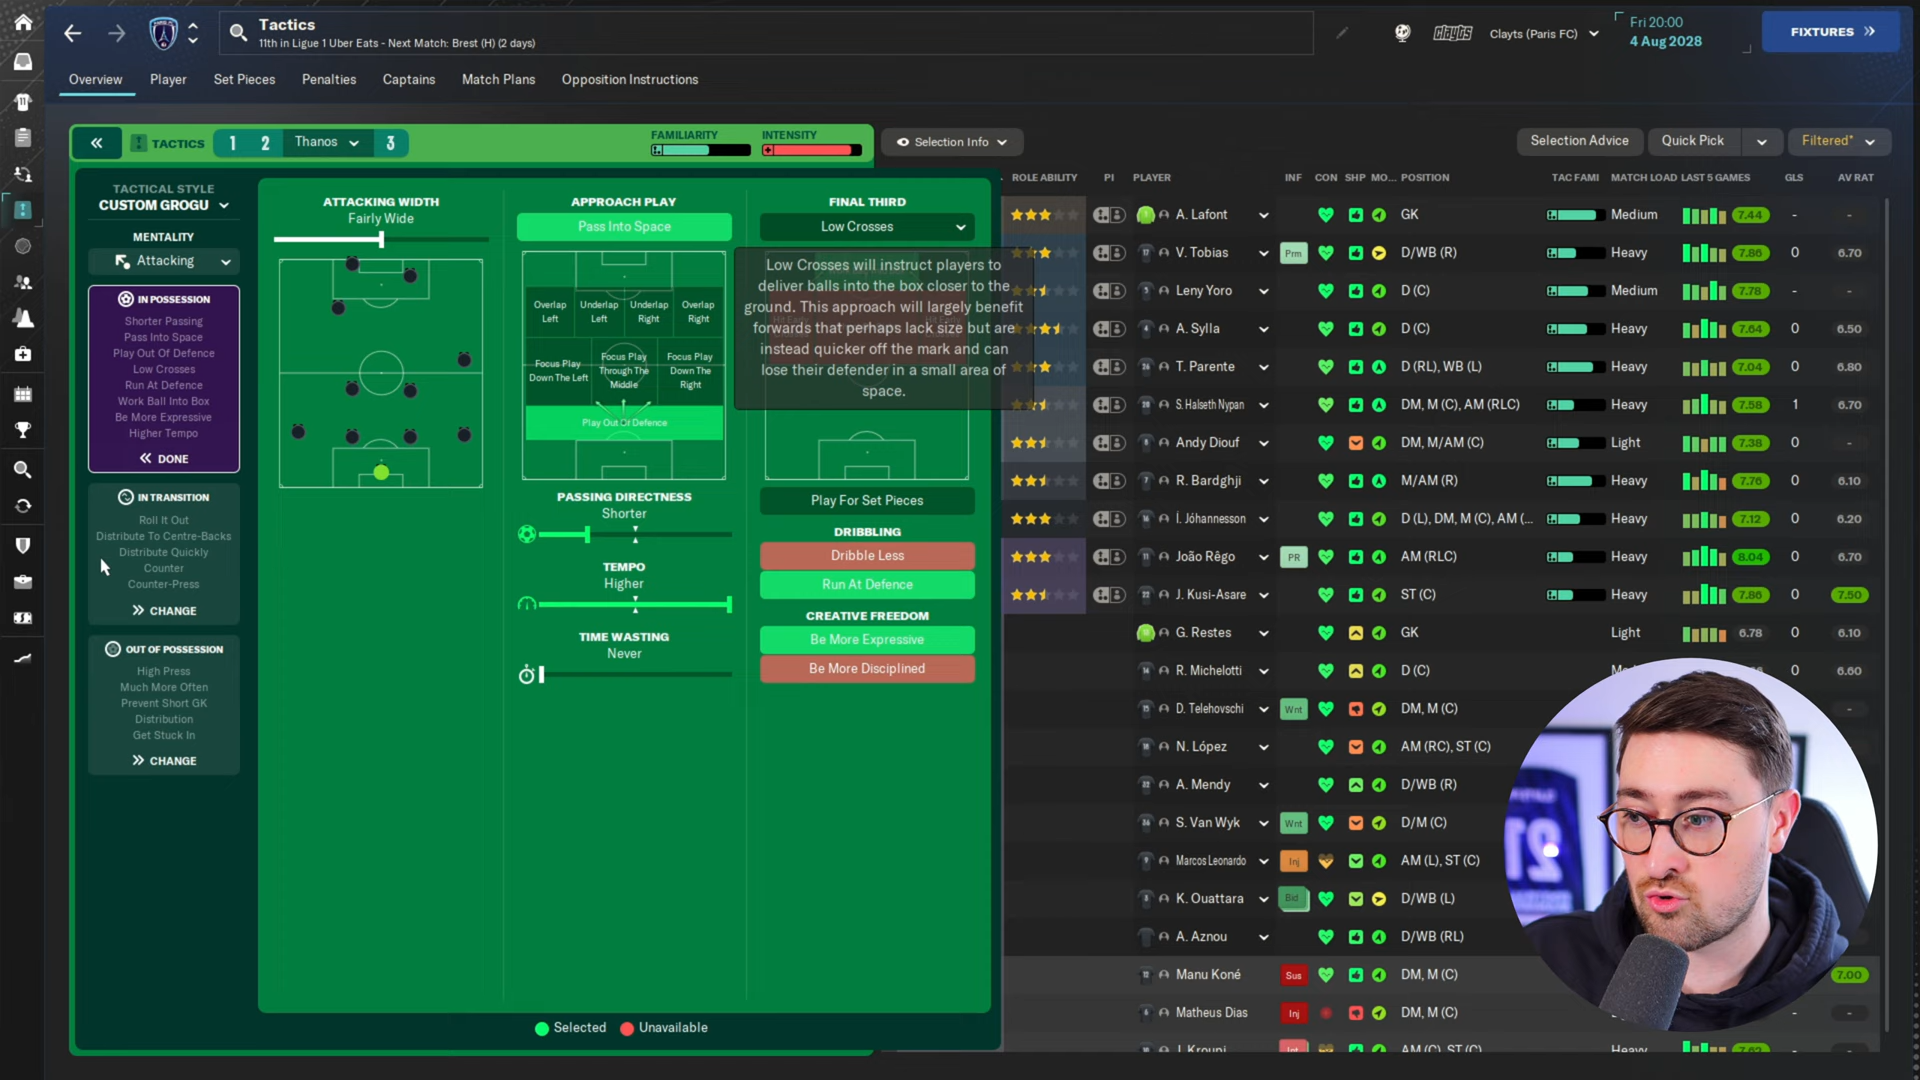 Tactics
11th in Ligue 1 Uber Eats - Next Match: Brest (H) (2 days)
Clayts (Paris FC)
Fri 20:00
4 Aug 2028
FIXTURES
Overview
Player
Set Pieces
Penalties
Captains
Match Plans
Opposition Instructions
TACTICS
1
2
Thanos
3
FAMILIARITY
INTENSITY
Selection Info
Selection Advice
Quick Pick
Filtered*
TACTICAL STYLE
CUSTOM GROGU
MENTALITY
Attacking
IN POSSESSION
Shorter Passing
Pass Into Space
Play Out Of Defence
Low Crosses
Run At Defence
Work Ball Into Box
Be More Expressive
Higher Tempo
DONE
IN TRANSITION
Roll It Out
Distribute To Centre-Backs
Distribute Quickly
Counter
Counter-Press
CHANGE
OUT OF POSSESSION
High Press
Much More Often
Prevent Short GK
Distribution
Get Stuck In
CHANGE
ATTACKING WIDTH
Fairly Wide
APPROACH PLAY
Pass Into Space
Overlap Left
Underlap Left
Underlap Right
Overlap Right
Focus Play Down The Left
Focus Play Through The Middle
Focus Play Down The Right
Play Out Of Defence
PASSING DIRECTNESS
Shorter
TEMPO
Higher
TIME WASTING
Never
FINAL THIRD
Low Crosses
Low Crosses will instruct players to
deliver balls into the box closer to the
ground. This approach will largely benefit
forwards that perhaps lack size but are
instead quicker off the mark and can
lose their defender in a small area of
space.
Play For Set Pieces
DRIBBLING
Dribble Less
Run At Defence
CREATIVE FREEDOM
Be More Expressive
Be More Disciplined
Selected
Unavailable
ROLE ABILITY PI PLAYER INF CON SHP MO... POSITION TAC FAMI MATCH LOAD LAST 5 GAMES GLS AV RAT
A. Lafont GK Medium 7.44 - -
V. Tobias Prm D/WB (R) Heavy 7.86 0 6.70
Leny Yoro D (C) Medium 7.78 - -
A. Sylla D (C) Heavy 7.64 0 6.50
T. Parente D (RL), WB (L) Heavy 7.04 0 6.80
S. Halseth Nypan DM, M (C), AM (RLC) Heavy 7.58 1 6.70
Andy Diouf DM, M/AM (C) Light 7.38 0 -
R. Bardghji M/AM (R) Heavy 7.76 0 6.10
Í. Jóhannesson D (L), DM, M (C), AM (... Heavy 7.12 0 6.20
João Rêgo PR AM (RLC) Heavy 8.04 0 6.70
J. Kusi-Asare ST (C) Heavy 7.86 0 7.50
G. Restes GK Light 6.78 0 6.10
R. Michelotti D (C) 0 6.60
D. Telehovschi Wnt DM, M (C) -
N. López AM (RC), ST (C)
A. Mendy D/WB (R)
S. Van Wyk Wnt D/M (C)
Marcos Leonardo Inj AM (L), ST (C)
K. Ouattara Bid D/WB (L)
A. Aznou D/WB (RL)
Manu Koné Sus DM, M (C) 7.00
Matheus Dias Inj DM, M (C) - -
J. Kroupi Int AM (C), ST (C) Heavy 7.62
21